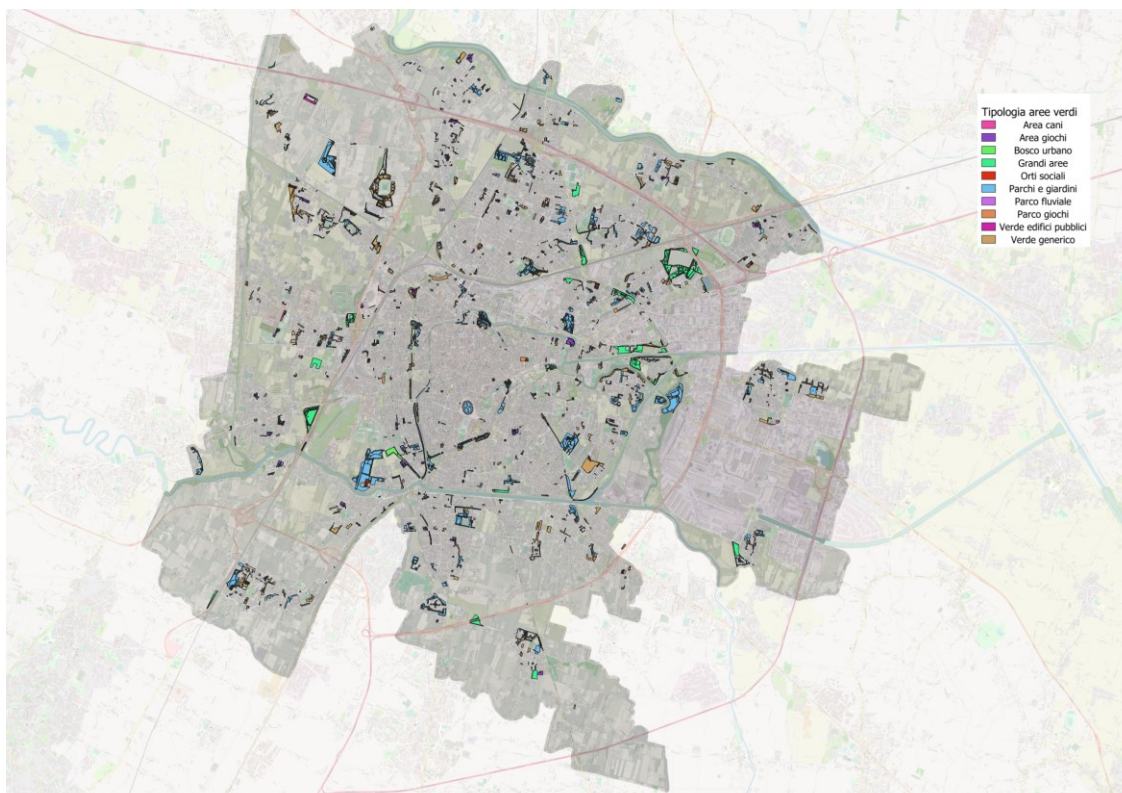 Tipologia aree verdi
Area cani
Area giochi
Bosco urbano
Grandi aree
Orti sociali
Parchi e giardini
Parco fluviale
Parco giochi
Verde edifici pubblici
Verde generico